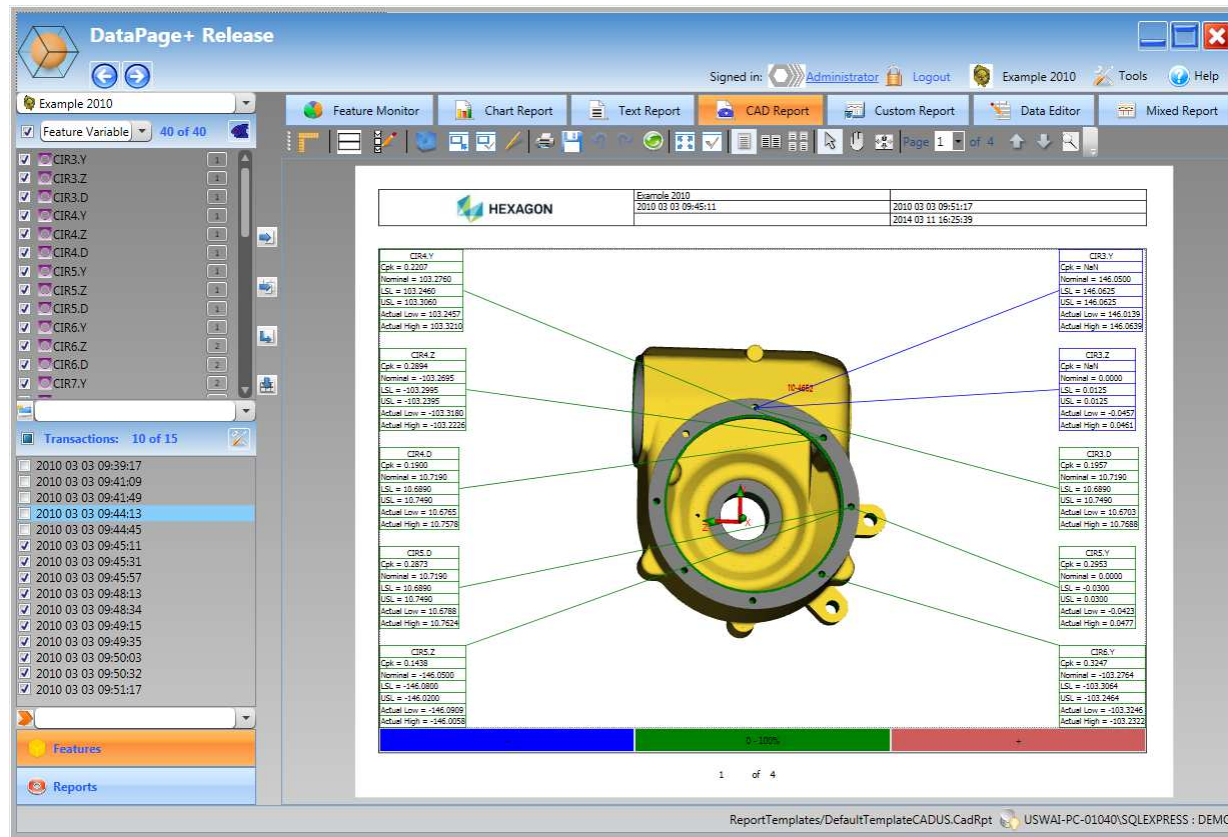 DataPage+ Release
Signed in: Administrator Logout Example 2010 Tools Help
Example 2010
Feature Monitor Chart Report Text Report CAD Report Custom Report Data Editor Mixed Report
Feature Variable 40 of 40
Page 1 of 4
CIR3.Y 1
CIR3.Z 1
CIR3.D 1
CIR4.Y 1
CIR4.Z 1
CIR4.D 1
CIR5.Y 1
CIR5.Z 1
CIR5.D 1
CIR6.Y 1
CIR6.Z 2
CIR6.D 2
CIR7.Y 2
Transactions: 10 of 15
2010 03 03 09:39:17
2010 03 03 09:41:09
2010 03 03 09:41:49
2010 03 03 09:44:13
2010 03 03 09:44:45
2010 03 03 09:45:11
2010 03 03 09:45:31
2010 03 03 09:45:57
2010 03 03 09:48:13
2010 03 03 09:48:34
2010 03 03 09:49:15
2010 03 03 09:49:35
2010 03 03 09:50:03
2010 03 03 09:50:32
2010 03 03 09:51:17
Features
Reports
HEXAGON
Example 2010
2010 03 03 09:45:11 2010 03 03 09:51:17
2014 03 11 16:25:39
CIR4.Y
Cpk = 0.2207
Nominal = 103.2760
LSL = 103.2460
USL = 103.3060
Actual Low = 103.2457
Actual High = 103.3210
CIR4.Z
Cpk = 0.2894
Nominal = -103.2695
LSL = -103.2995
USL = -103.2395
Actual Low = -103.3180
Actual High = -103.2226
CIR4.D
Cpk = 0.1900
Nominal = 10.7190
LSL = 10.6890
USL = 10.7490
Actual Low = 10.6765
Actual High = 10.7578
CIR5.D
Cpk = 0.2873
Nominal = 10.7190
LSL = 10.6890
USL = 10.7490
Actual Low = 10.6788
Actual High = 10.7624
CIR5.Z
Cpk = 0.1438
Nominal = -146.0500
LSL = -146.0800
USL = -146.0200
Actual Low = -146.0909
Actual High = -146.0058
Z
X
CIR3.Y
Cpk = NaN
Nominal = 146.0500
LSL = 146.0625
USL = 146.0625
Actual Low = 146.0139
Actual High = 146.0639
CIR3.Z
Cpk = NaN
Nominal = 0.0000
LSL = 0.0125
USL = 0.0125
Actual Low = -0.0457
Actual High = 0.0461
CIR3.D
Cpk = 0.1957
Nominal = 10.7190
LSL = 10.6890
USL = 10.7490
Actual Low = 10.6703
Actual High = 10.7688
CIR5.Y
Cpk = 0.2953
Nominal = 0.0000
LSL = -0.0300
USL = 0.0300
Actual Low = -0.0423
Actual High = 0.0477
CIR6.Y
Cpk = 0.3247
Nominal = -103.2764
LSL = -103.3064
USL = -103.2464
Actual Low = -103.3246
Actual High = -103.2322
- 0 - 100% +
1 of 4
ReportTemplates/DefaultTemplateCADUS.CadRpt USWAI-PC-01040\SQLEXPRESS : DEMO